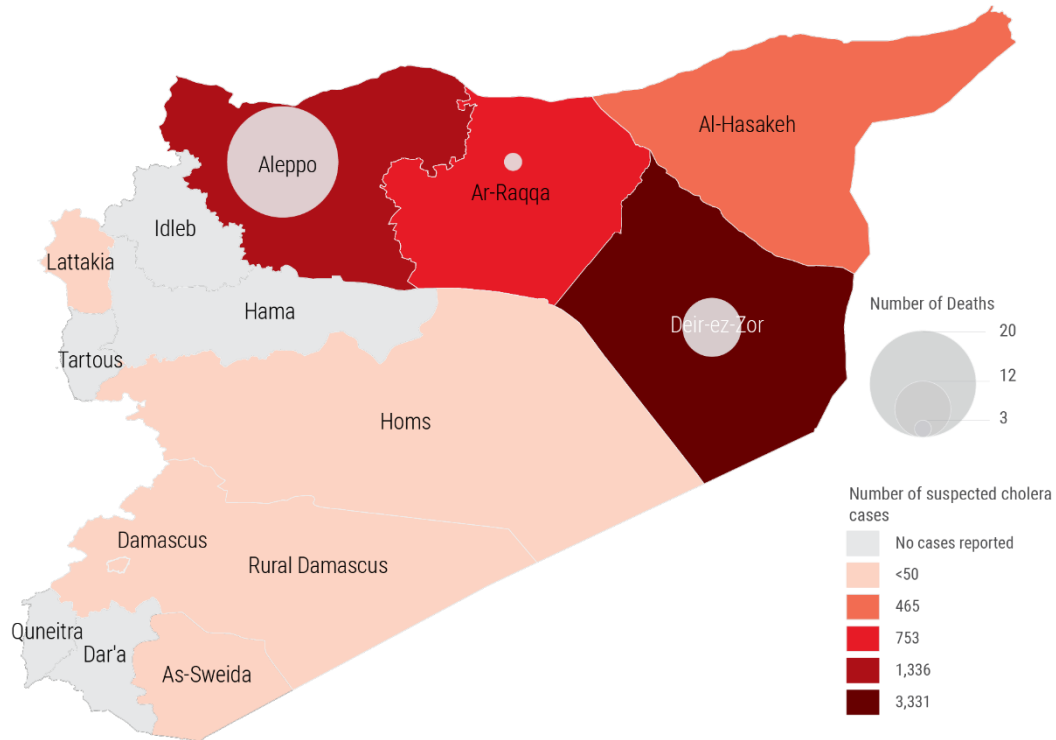 Al-Hasakeh
Aleppo
Ar-Raqqa
Idleb
Lattakia
Hama
Deir-ez-Zor
Tartous
Homs
Damascus
Rural Damascus
Quneitra
Dar'a
As-Sweida
Number of Deaths
20
12
3
Number of suspected cholera
cases
No cases reported
<50
465
753
1,336
3,331